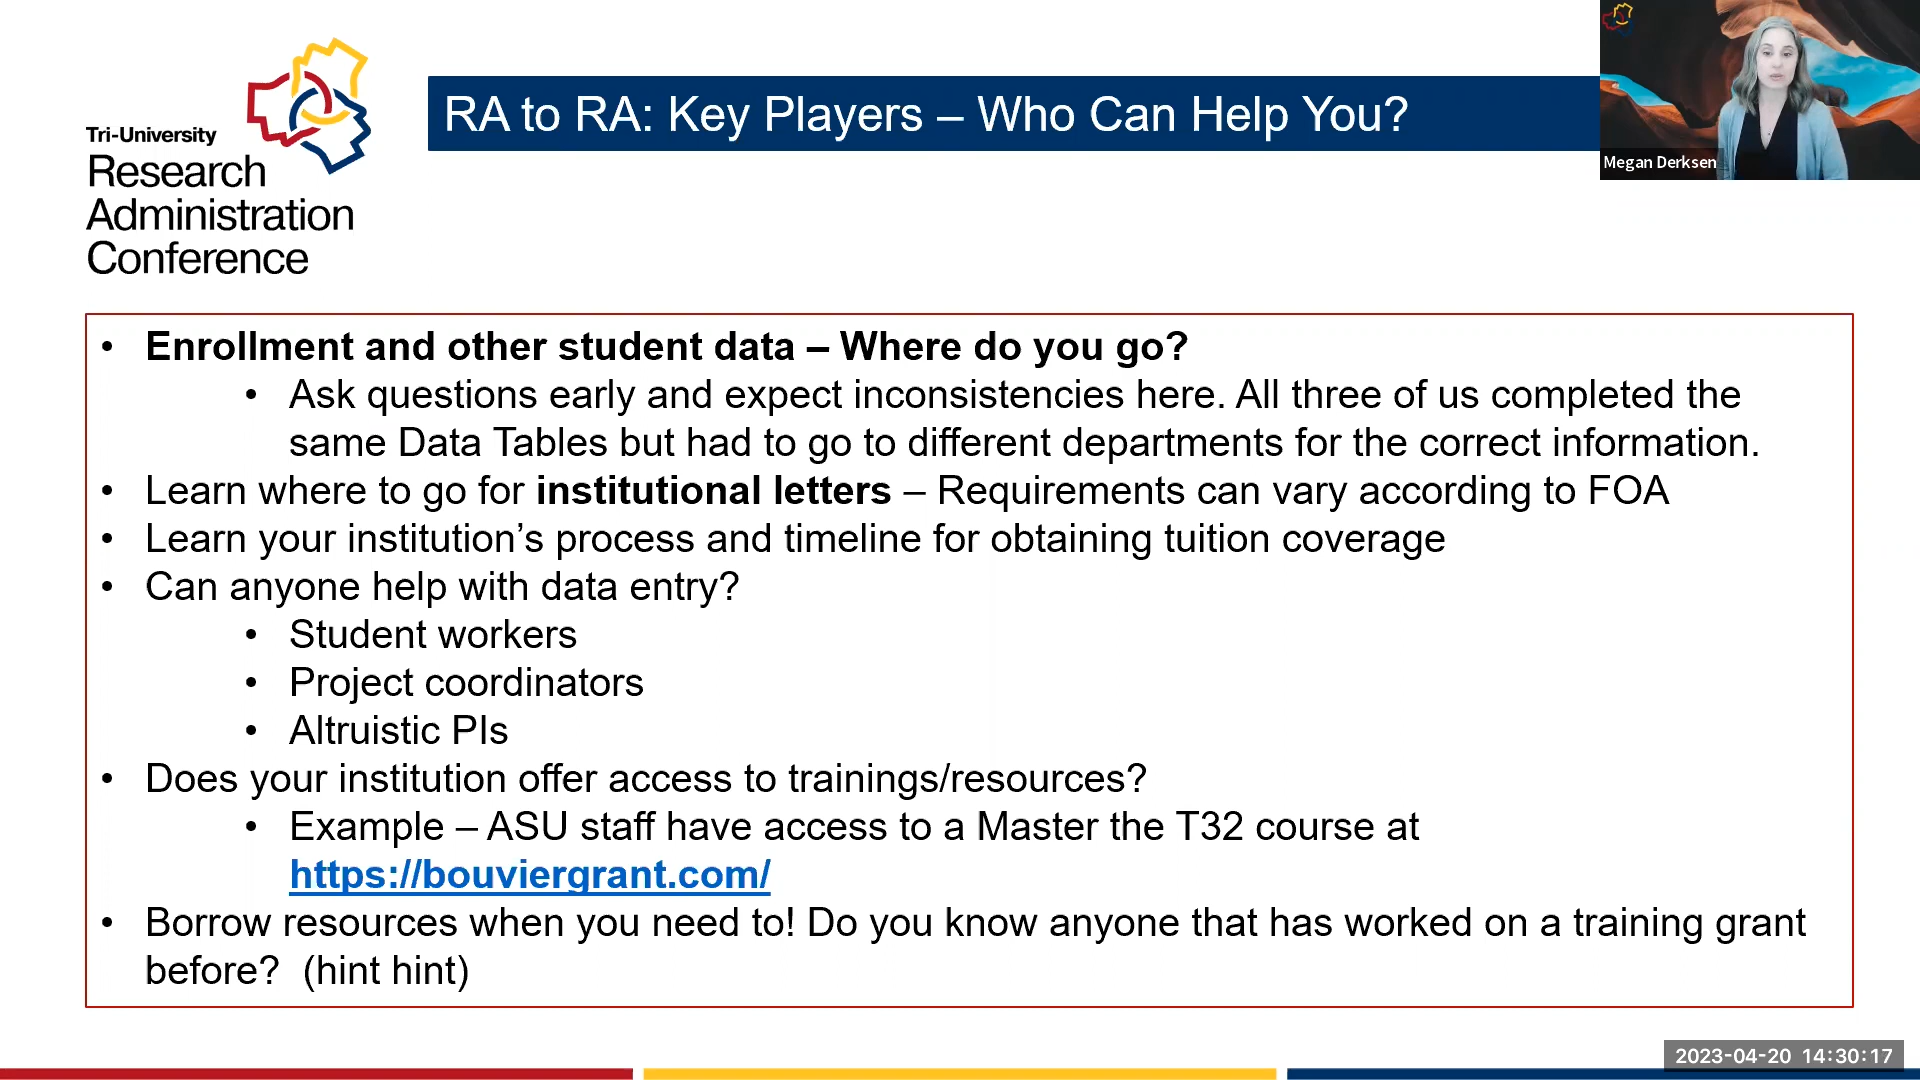 Tri-University
Research
Administration
Conference
RA to RA: Key Players – Who Can Help You?
Megan Derksen
• Enrollment and other student data – Where do you go?
• Ask questions early and expect inconsistencies here. All three of us completed the
same Data Tables but had to go to different departments for the correct information.
• Learn where to go for institutional letters – Requirements can vary according to FOA
• Learn your institution’s process and timeline for obtaining tuition coverage
• Can anyone help with data entry?
• Student workers
• Project coordinators
• Altruistic PIs
• Does your institution offer access to trainings/resources?
• Example – ASU staff have access to a Master the T32 course at
https://bouviergrant.com/
• Borrow resources when you need to! Do you know anyone that has worked on a training grant
before?  (hint hint)
2023-04-20 14:30:17